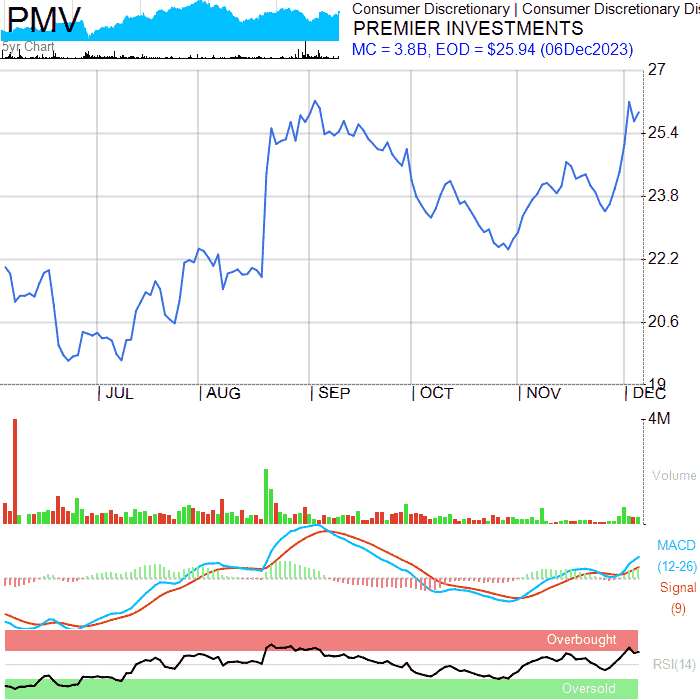 PMV
5yr Chart
Consumer Discretionary | Consumer Discretionary Dis
PREMIER INVESTMENTS
MC = 3.8B, EOD = $25.94 (06Dec2023)
27
25.4
23.8
22.2
20.6
19
| JUL
| AUG
| SEP
| OCT
| NOV
| DEC
4M
Volume
MACD
(12-26)
Signal
(9)
Overbought
RSI(14)
Oversold